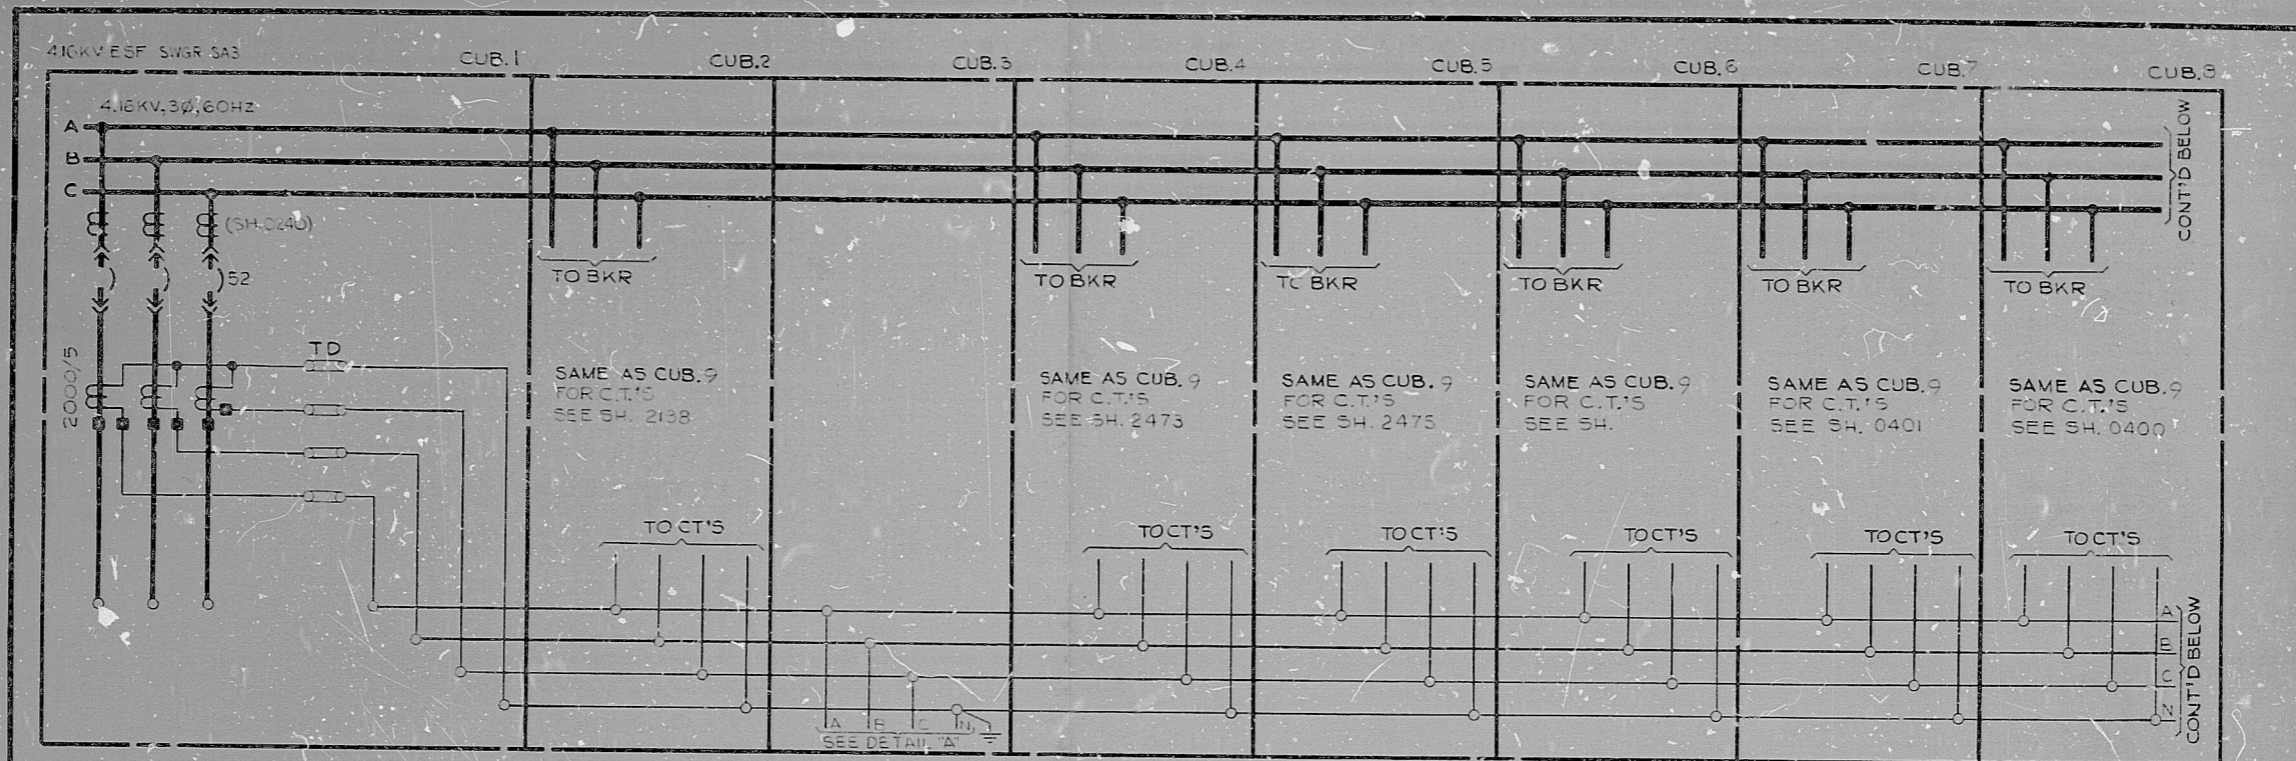 4.16KV ESF SWGR SA3
CUB. 1
CUB. 2
CUB. 3
CUB. 4
CUB. 5
CUB. 6
CUB. 7
CUB. 8
4.16KV, 3Ø, 60HZ
A
B
C
CONT'D BELOW
52
TO BKR
TO BKR
TO BKR
TO BKR
TO BKR
TO BKR
2000/5
TD
SAME AS CUB. 9
FOR C.T.'S
SEE SH. 2138
SAME AS CUB. 9
FOR C.T.'S
SEE SH. 2473
SAME AS CUB. 9
FOR C.T.'S
SEE SH. 2475
SAME AS CUB. 9
FOR C.T.'S
SEE SH.
SAME AS CUB. 9
FOR C.T.'S
SEE SH. 0401
SAME AS CUB. 9
FOR C.T.'S
SEE SH. 0400
TO CT'S
TO CT'S
TO CT'S
TO CT'S
TO CT'S
TO CT'S
A
B
C
N
CONT'D BELOW
A B C N
SEE DETAIL "A"